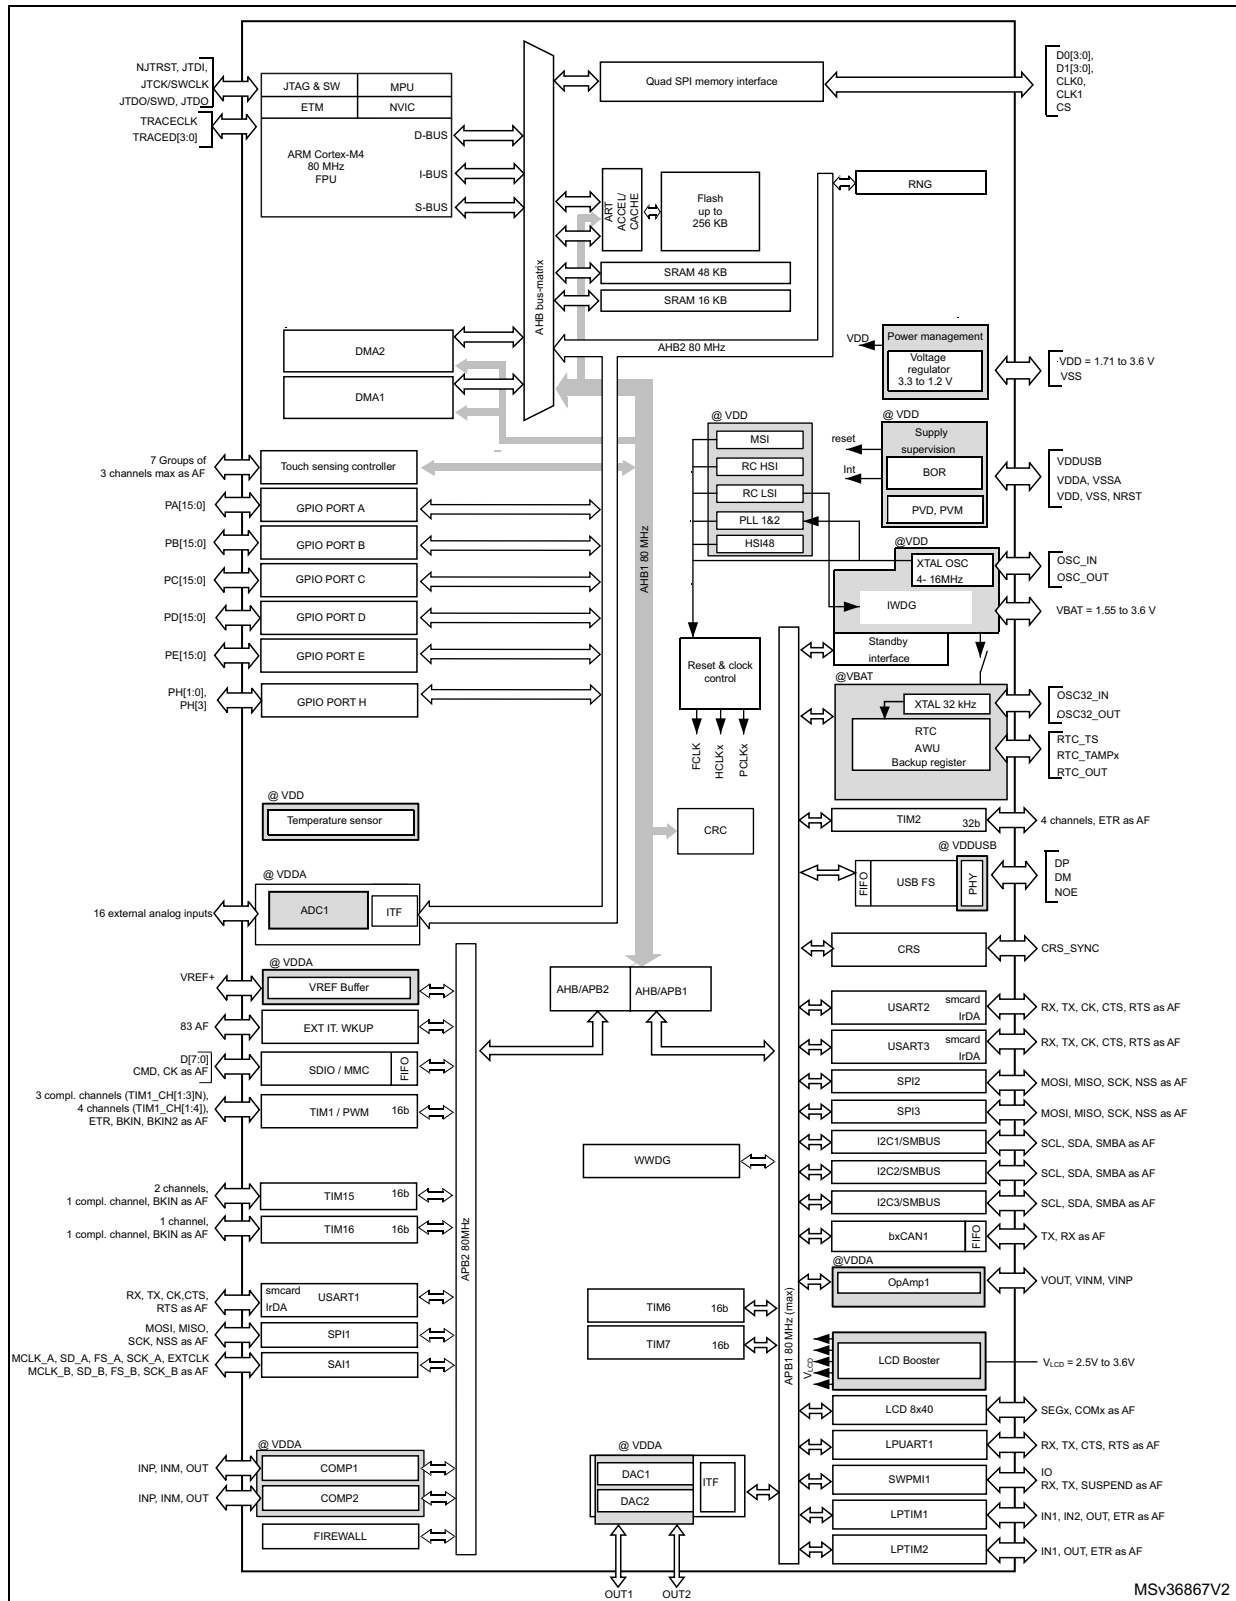 NJTRST, JTDI,
JTCK/SWCLK
JTDO/SWD, JTDO
TRACECLK
TRACED[3:0]
JTAG & SW
MPU
ETM
NVIC
ARM Cortex-M4
80 MHz
FPU
D-BUS
I-BUS
S-BUS
AHB bus-matrix
Quad SPI memory interface
D0[3:0],
D1[3:0],
CLK0,
CLK1
CS
ART
ACCEL/
CACHE
Flash
up to
256 KB
SRAM 48 KB
SRAM 16 KB
RNG
AHB2 80 MHz
DMA2
DMA1
VDD
Power management
Voltage
regulator
3.3 to 1.2 V
VDD = 1.71 to 3.6 V
VSS
@ VDD
MSI
RC HSI
RC LSI
PLL 1&2
HSI48
@ VDD
Supply
supervision
reset
Int
BOR
PVD, PVM
VDDUSB
VDDA, VSSA
VDD, VSS, NRST
7 Groups of
3 channels max as AF
Touch sensing controller
PA[15:0]
GPIO PORT A
PB[15:0]
GPIO PORT B
PC[15:0]
GPIO PORT C
PD[15:0]
GPIO PORT D
PE[15:0]
GPIO PORT E
PH[1:0],
PH[3]
GPIO PORT H
AHB1 80 MHz
@VDD
XTAL OSC
4- 16MHz
OSC_IN
OSC_OUT
IWDG
VBAT = 1.55 to 3.6 V
Standby
interface
Reset & clock
control
FCLK
HCLKx
PCLKx
@VBAT
XTAL 32 kHz
RTC
AWU
Backup register
OSC32_IN
OSC32_OUT
RTC_TS
RTC_TAMPx
RTC_OUT
@ VDD
Temperature sensor
CRC
TIM2
32b
4 channels, ETR as AF
@ VDDUSB
FIFO
USB FS
PHY
DP
DM
NOE
@ VDDA
16 external analog inputs
ADC1
ITF
CRS
CRS_SYNC
@ VDDA
VREF+
VREF Buffer
AHB/APB2
AHB/APB1
83 AF
EXT IT. WKUP
D[7:0]
CMD, CK as AF
SDIO / MMC
FIFO
3 compl. channels (TIM1_CH[1:3]N),
4 channels (TIM1_CH[1:4]),
ETR, BKIN, BKIN2 as AF
TIM1 / PWM
16b
2 channels,
1 compl. channel, BKIN as AF
TIM15
16b
1 channel,
1 compl. channel, BKIN as AF
TIM16
16b
APB2 80MHz
RX, TX, CK,CTS,
RTS as AF
smcard
IrDA
USART1
MOSI, MISO,
SCK, NSS as AF
SPI1
MCLK_A, SD_A, FS_A, SCK_A, EXTCLK
MCLK_B, SD_B, FS_B, SCK_B as AF
SAI1
@ VDDA
INP, INM, OUT
COMP1
INP, INM, OUT
COMP2
FIREWALL
WWDG
TIM6
16b
TIM7
16b
@ VDDA
DAC1
DAC2
ITF
OUT1
OUT2
APB1 80 MHz (max)
USART2
smcard
IrDA
RX, TX, CK, CTS, RTS as AF
USART3
smcard
IrDA
RX, TX, CK, CTS, RTS as AF
SPI2
MOSI, MISO, SCK, NSS as AF
SPI3
MOSI, MISO, SCK, NSS as AF
I2C1/SMBUS
SCL, SDA, SMBA as AF
I2C2/SMBUS
SCL, SDA, SMBA as AF
I2C3/SMBUS
SCL, SDA, SMBA as AF
bxCAN1
FIFO
TX, RX as AF
@VDDA
OpAmp1
VOUT, VINM, VINP
VLCD
LCD Booster
VLCD = 2.5V to 3.6V
LCD 8x40
SEGx, COMx as AF
LPUART1
RX, TX, CTS, RTS as AF
SWPMI1
IO
RX, TX, SUSPEND as AF
LPTIM1
IN1, IN2, OUT, ETR as AF
LPTIM2
IN1, OUT, ETR as AF
MSv36867V2